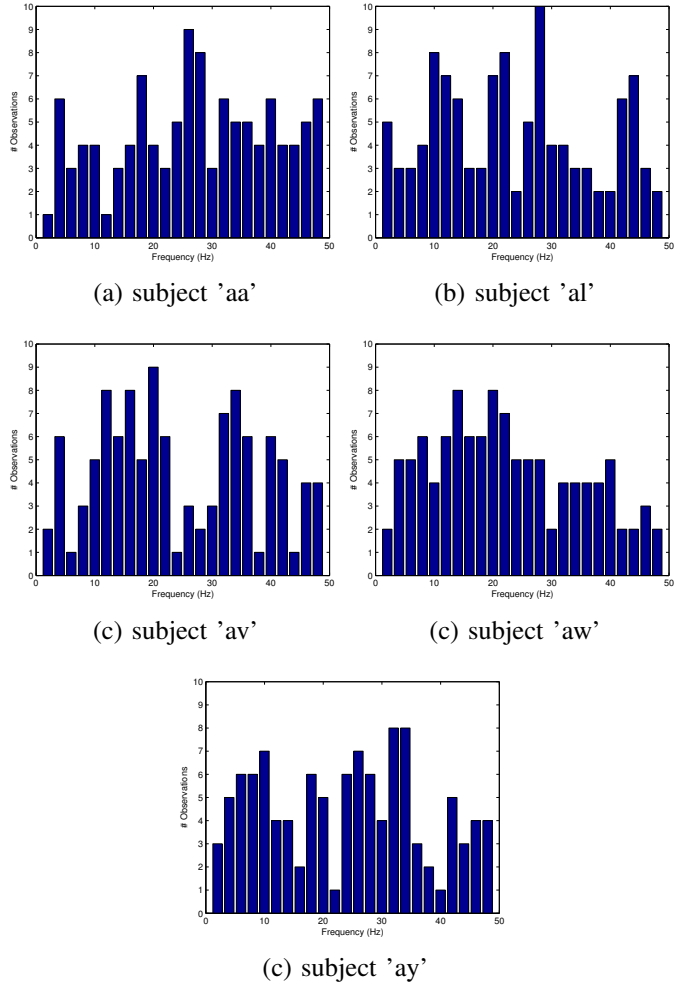 10
9
8
7
6
5
4
3
2
1
0
# Observations
0 10 20 30 40 50
Frequency (Hz)
(a) subject 'aa'
10
9
8
7
6
5
4
3
2
1
0
# Observations
0 10 20 30 40 50
Frequency (Hz)
(b) subject 'al'
10
9
8
7
6
5
4
3
2
1
0
# Observations
0 10 20 30 40 50
Frequency (Hz)
(c) subject 'av'
10
9
8
7
6
5
4
3
2
1
0
# Observations
0 10 20 30 40 50
Frequency (Hz)
(c) subject 'aw'
10
9
8
7
6
5
4
3
2
1
0
# Observations
0 10 20 30 40 50
Frequency (Hz)
(c) subject 'ay'